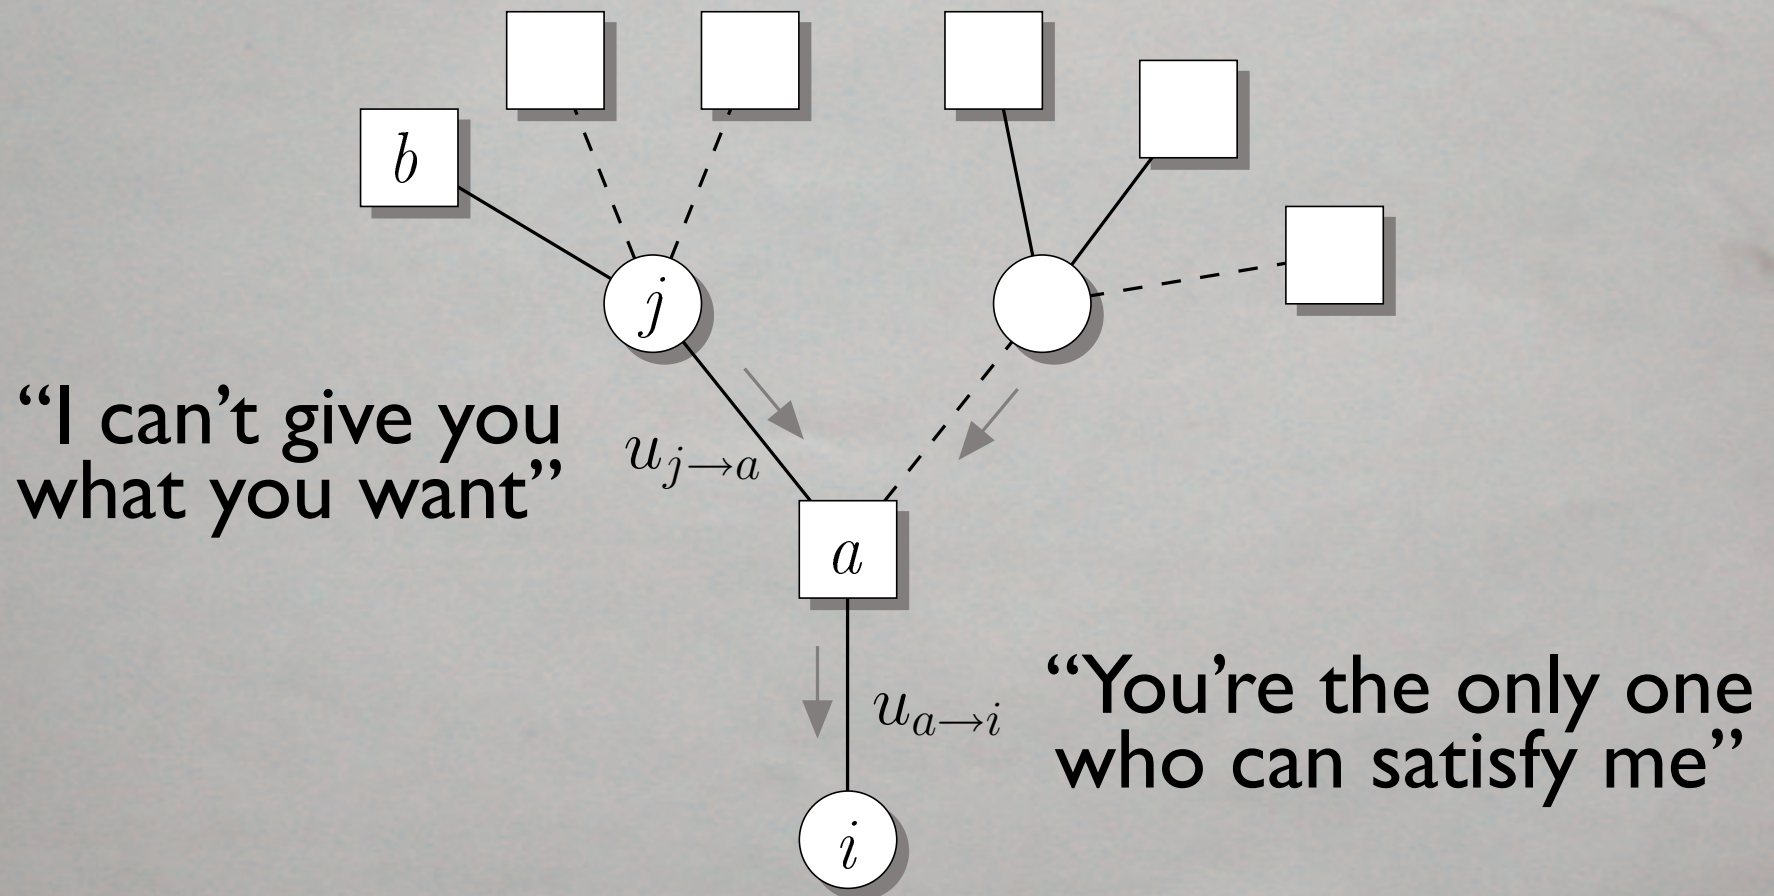 b
j
“I can’t give you
what you want”
u_{j→a}
a
“You’re the only one
who can satisfy me”
u_{a→i}
i